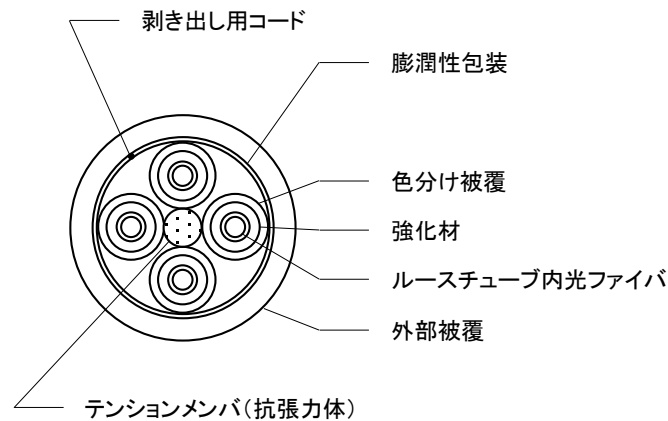 剥き出し用コード
膨潤性包装
色分け被覆
強化材
ルースチューブ内光ファイバ
外部被覆
テンションメンバ(抗張力体)